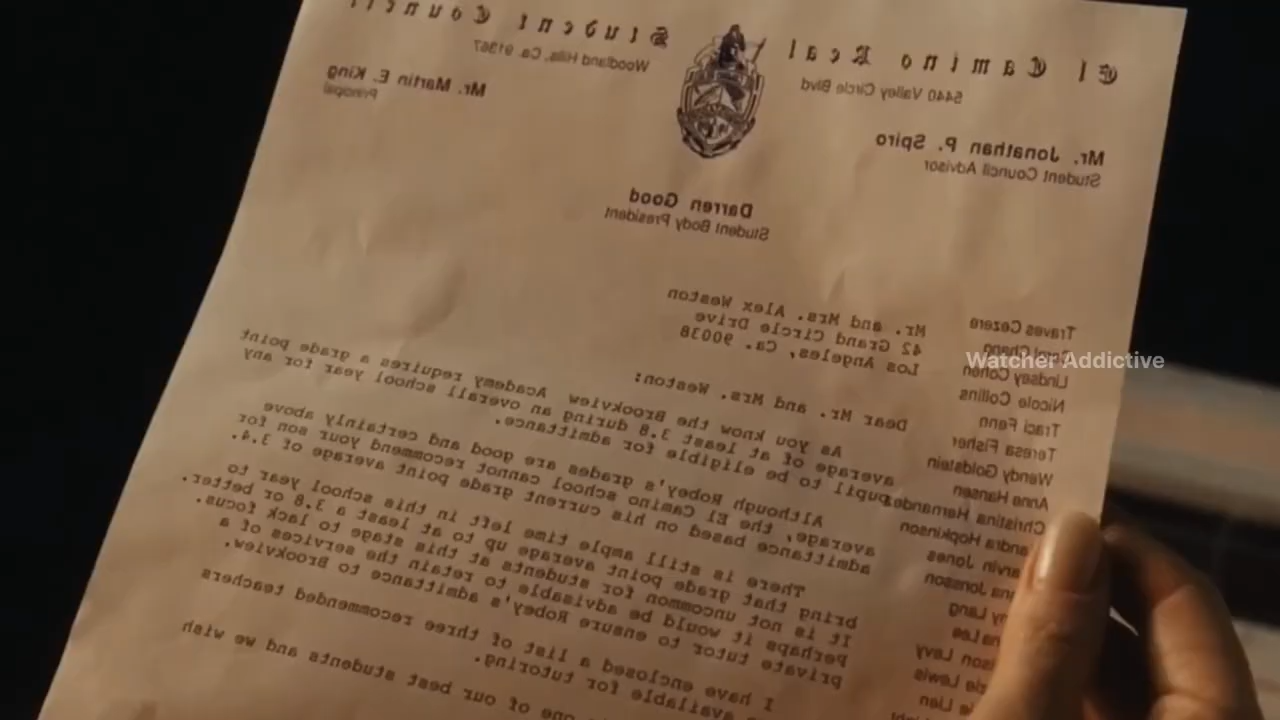 El Camino Real Student Council
5440 Valley Circle Blvd
Woodland Hills, Ca. 91367
Mr. Jonathan P. Spiro
Student Council Advisor
Mr. Martin E. King
Principal
Darren Good
Student Body President
Traves Cezere
Chang
Lindsey Cohen
Nicole Collins
Traci Fenn
Teresa Fisher
Wendy Goldstein
Anne Hansen
Christina Hernandez
Hopkinson
Jones
Jonsson
Lang
Lee
Levy
Lewis
Lien
Mr. and Mrs. Alex Weston
42 Grand Circle Drive
Los Angeles, Ca. 90038
Dear Mr. and Mrs. Weston:
As you know the Brookview Academy requires a grade point
average of at least 3.8 during an overall school year for any
pupil to be eligible for admittance.
Although Robey's grades are good and certainly above
average, the El Camino school cannot recommend your son for
admittance based on his current grade point average of 3.4.
There is still ample time left in this school year to
bring that grade point average up to at least a 3.8 or better.
It is not uncommon for students at this stage to lack focus.
Perhaps it would be advisable to retain the services of a
private tutor to ensure Robey's admittance to Brookview.
I have enclosed a list of three recommended teachers
available for tutoring.
one of our best students and we wish
Watcher Addictive